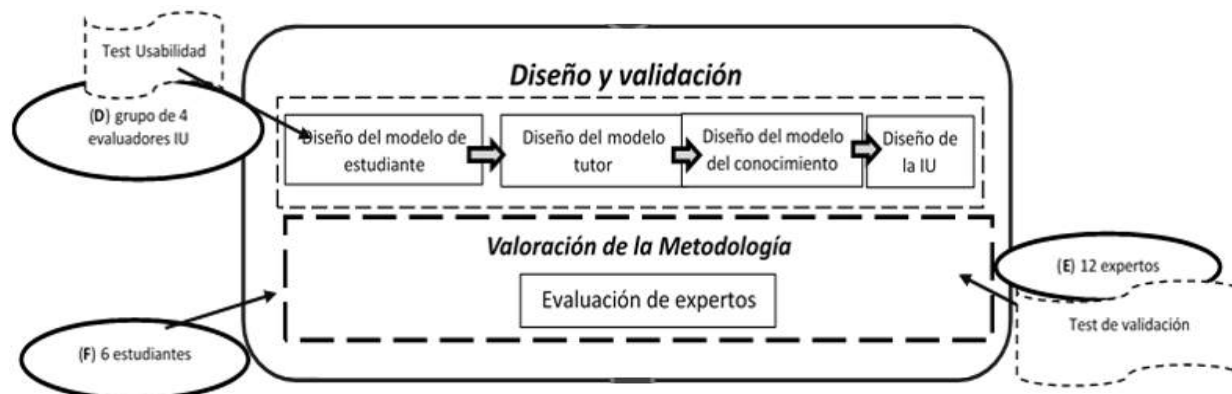 Test Usabilidad
(D) grupo de 4
evaluadores IU
Diseño y validación
Diseño del modelo de
estudiante
Diseño del modelo
tutor
Diseño del modelo
del conocimiento
Diseño de
la IU
Valoración de la Metodología
Evaluación de expertos
(E) 12 expertos
Test de validación
(F) 6 estudiantes